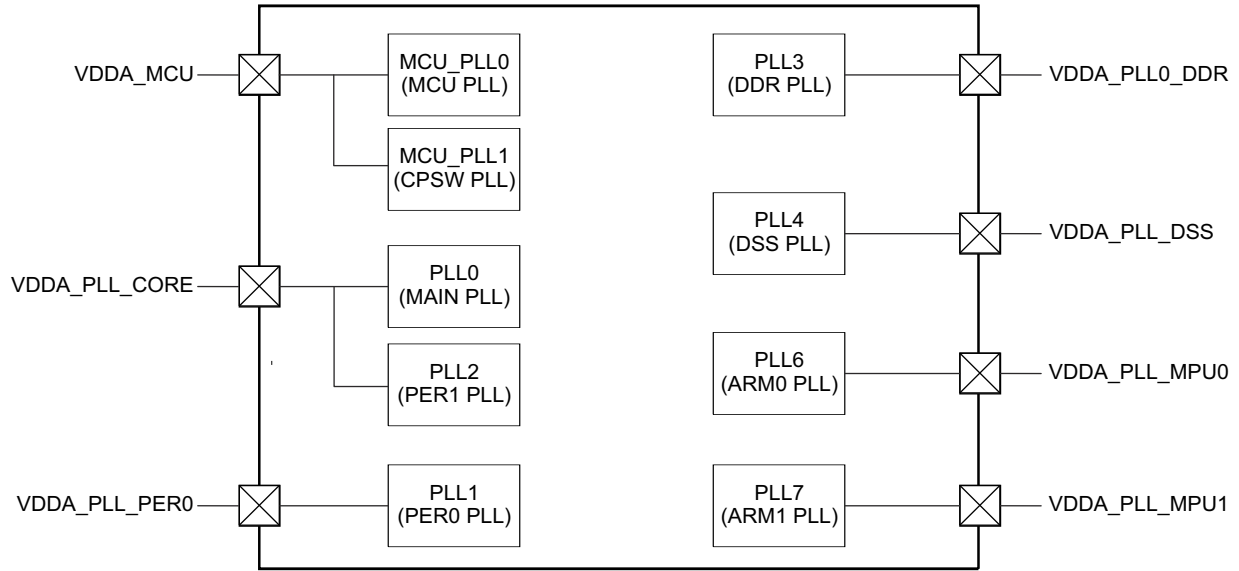 VDDA_MCU
MCU_PLL0
(MCU PLL)
MCU_PLL1
(CPSW PLL)
VDDA_PLL_CORE
PLL0
(MAIN PLL)
PLL2
(PER1 PLL)
VDDA_PLL_PER0
PLL1
(PER0 PLL)
PLL3
(DDR PLL)
VDDA_PLL0_DDR
PLL4
(DSS PLL)
VDDA_PLL_DSS
PLL6
(ARM0 PLL)
VDDA_PLL_MPU0
PLL7
(ARM1 PLL)
VDDA_PLL_MPU1